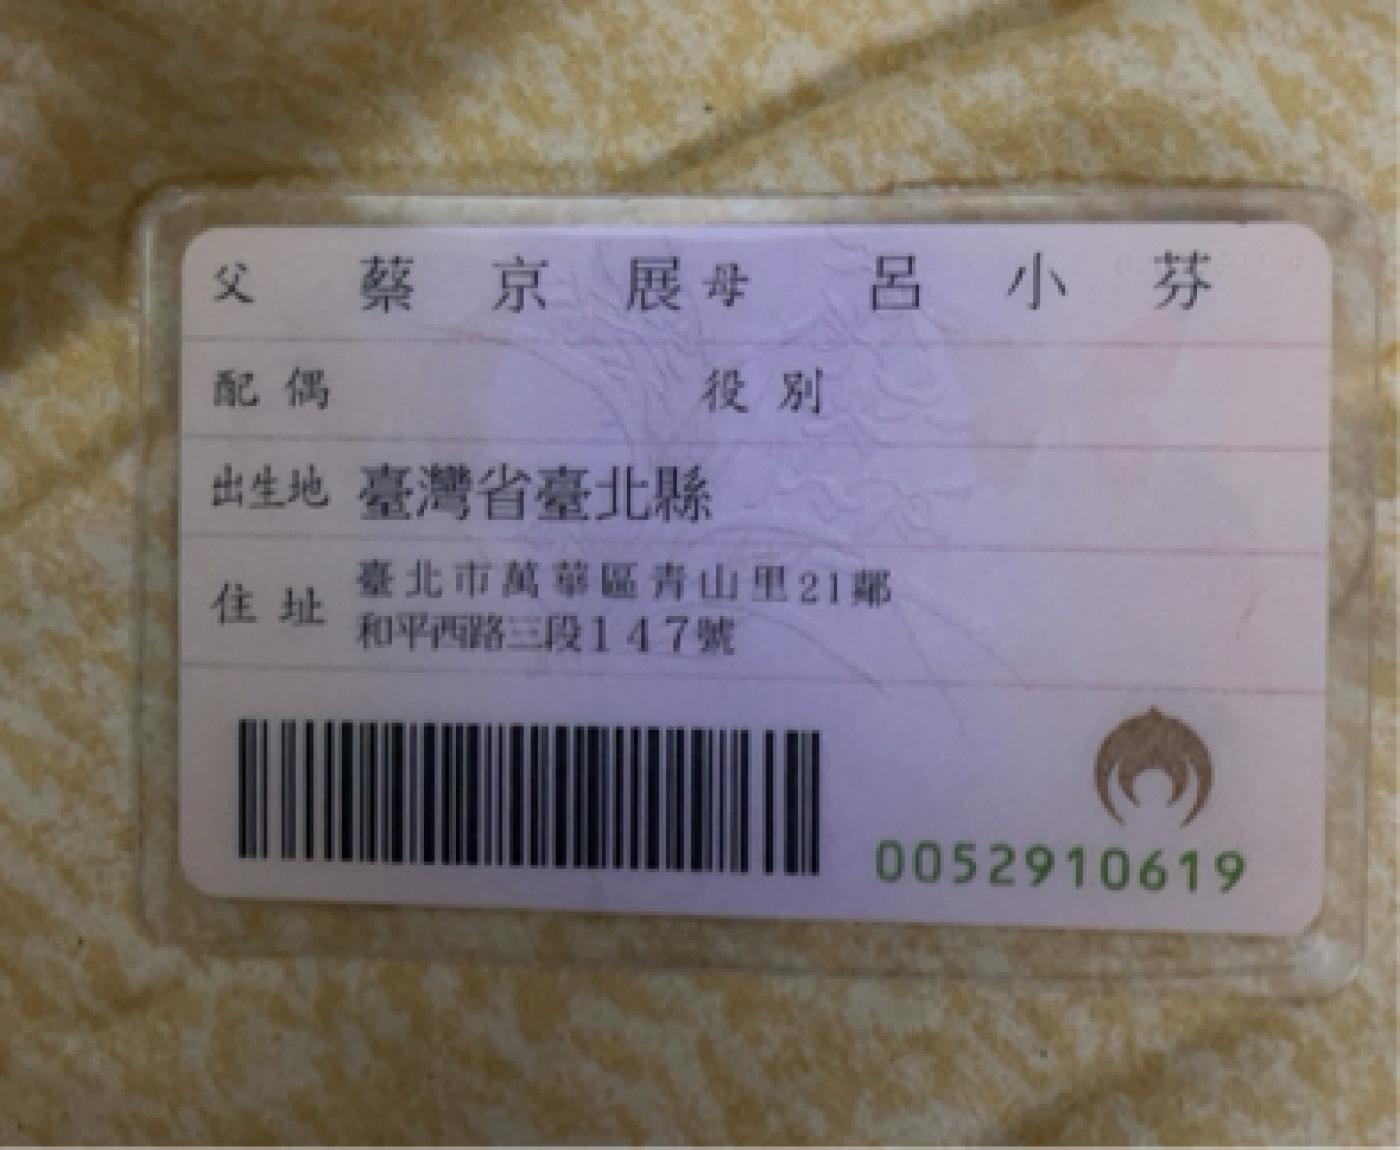 父 蔡京展 母 呂小芬
配偶 役別
出生地 臺灣省臺北縣
住址 臺北市萬華區青山里21鄰
和平西路三段147號
0052910619